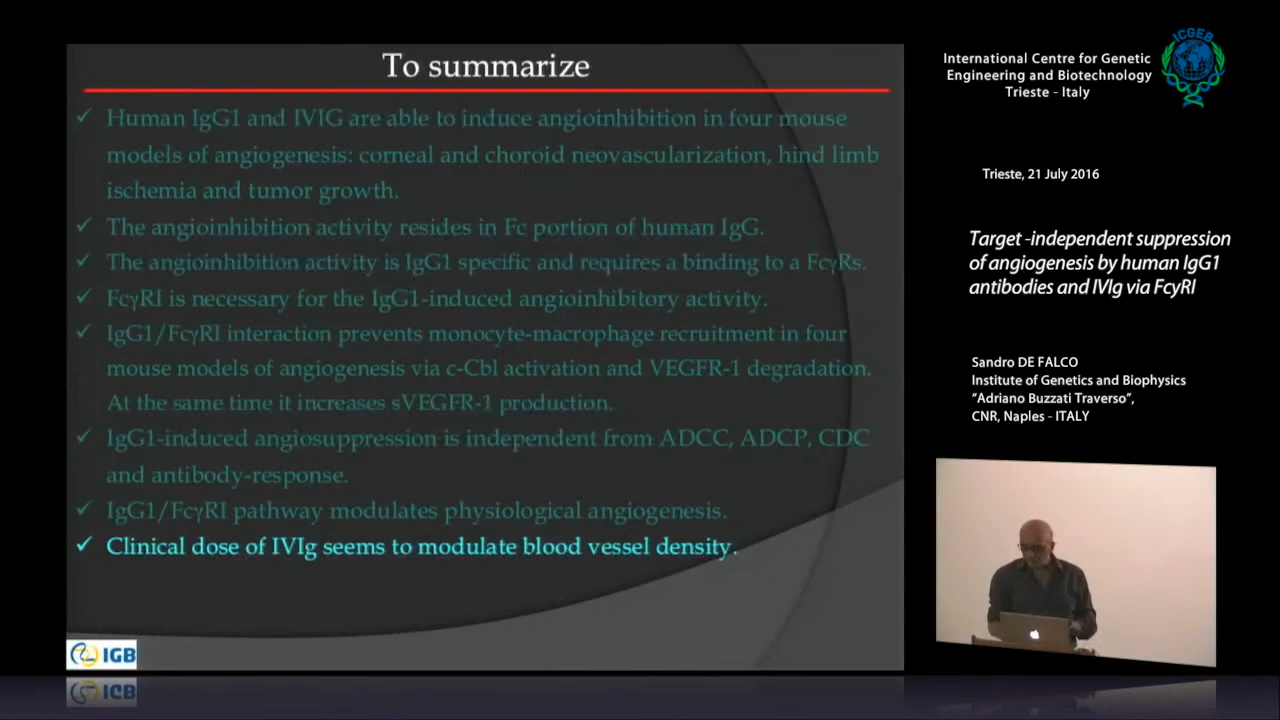 To summarize
✓ Human IgG1 and IVIG are able to induce angioinhibition in four mouse
models of angiogenesis: corneal and choroid neovascularization, hind limb
ischemia and tumor growth.
✓ The angioinhibition activity resides in Fc portion of human IgG.
✓ The angioinhibition activity is IgG1 specific and requires a binding to a FcγRs.
✓ FcγRI is necessary for the IgG1-induced angioinhibitory activity.
✓ IgG1/FcγRI interaction prevents monocyte-macrophage recruitment in four
mouse models of angiogenesis via c-Cbl activation and VEGFR-1 degradation.
At the same time it increases sVEGFR-1 production.
✓ IgG1-induced angiosuppression is independent from ADCC, ADCP, CDC
and antibody-response.
✓ IgG1/FcγRI pathway modulates physiological angiogenesis.
✓ Clinical dose of IVIg seems to modulate blood vessel density.
IGB
International Centre for Genetic
Engineering and Biotechnology
Trieste - Italy
ICGEB
Trieste, 21 July 2016
Target -independent suppression
of angiogenesis by human IgG1
antibodies and IVIg via FcyRI
Sandro DE FALCO
Institute of Genetics and Biophysics
“Adriano Buzzati Traverso”,
CNR, Naples - ITALY